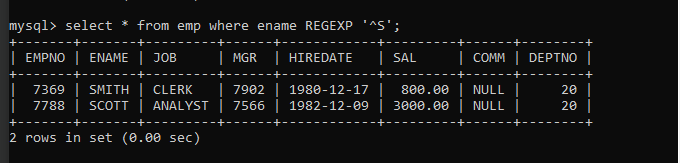 mysql> select * from emp where ename REGEXP '^S';
+-------+-------+---------+------+------------+---------+------+--------+
| EMPNO | ENAME | JOB     | MGR  | HIREDATE   | SAL     | COMM | DEPTNO |
+-------+-------+---------+------+------------+---------+------+--------+
|  7369 | SMITH | CLERK   | 7902 | 1980-12-17 |  800.00 | NULL |     20 |
|  7788 | SCOTT | ANALYST | 7566 | 1982-12-09 | 3000.00 | NULL |     20 |
+-------+-------+---------+------+------------+---------+------+--------+
2 rows in set (0.00 sec)